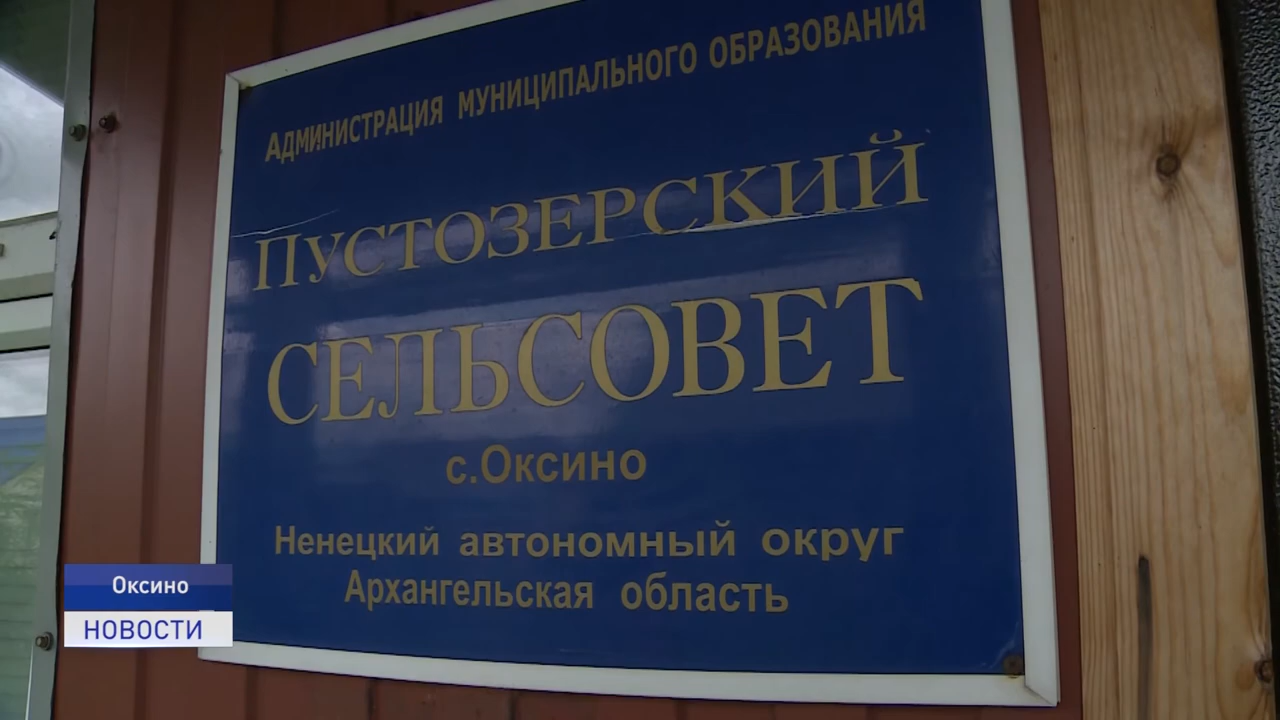 Администрация муниципального образования
Пустозерский
сельсовет
с.Оксино
Ненецкий автономный округ
Архангельская область
Оксино
НОВОСТИ